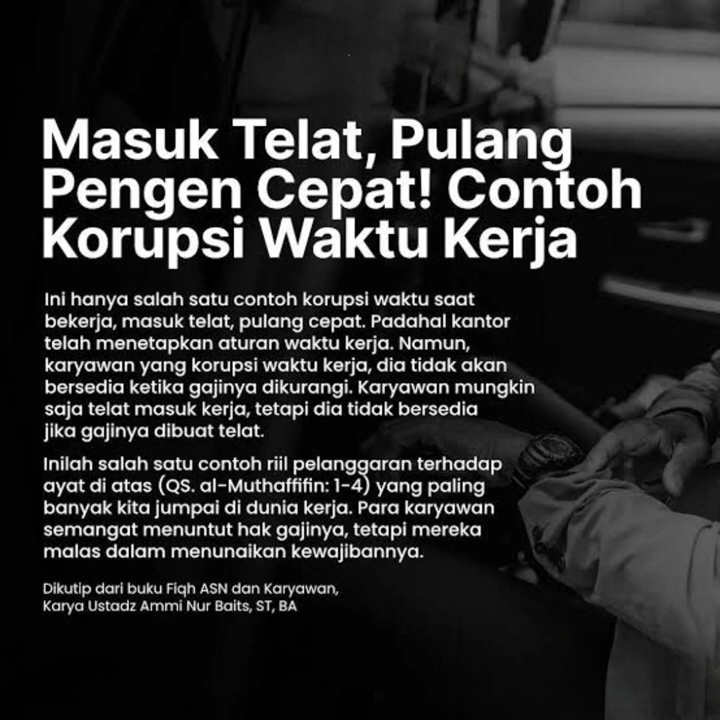 Masuk Telat, Pulang
Pengen Cepat! Contoh
Korupsi Waktu Kerja
Ini hanya salah satu contoh korupsi waktu saat
bekerja, masuk telat, pulang cepat. Padahal kantor
telah menetapkan aturan waktu kerja. Namun,
karyawan yang korupsi waktu kerja, dia tidak akan
bersedia ketika gajinya dikurangi. Karyawan mungkin
saja telat masuk kerja, tetapi dia tidak bersedia
jika gajinya dibuat telat.
Inilah salah satu contoh riil pelanggaran terhadap
ayat di atas (QS. al-Muthaffifin: 1-4) yang paling
banyak kita jumpai di dunia kerja. Para karyawan
semangat menuntut hak gajinya, tetapi mereka
malas dalam menunaikan kewajibannya.
Dikutip dari buku Fiqh ASN dan Karyawan,
Karya Ustadz Ammi Nur Baits, ST, BA